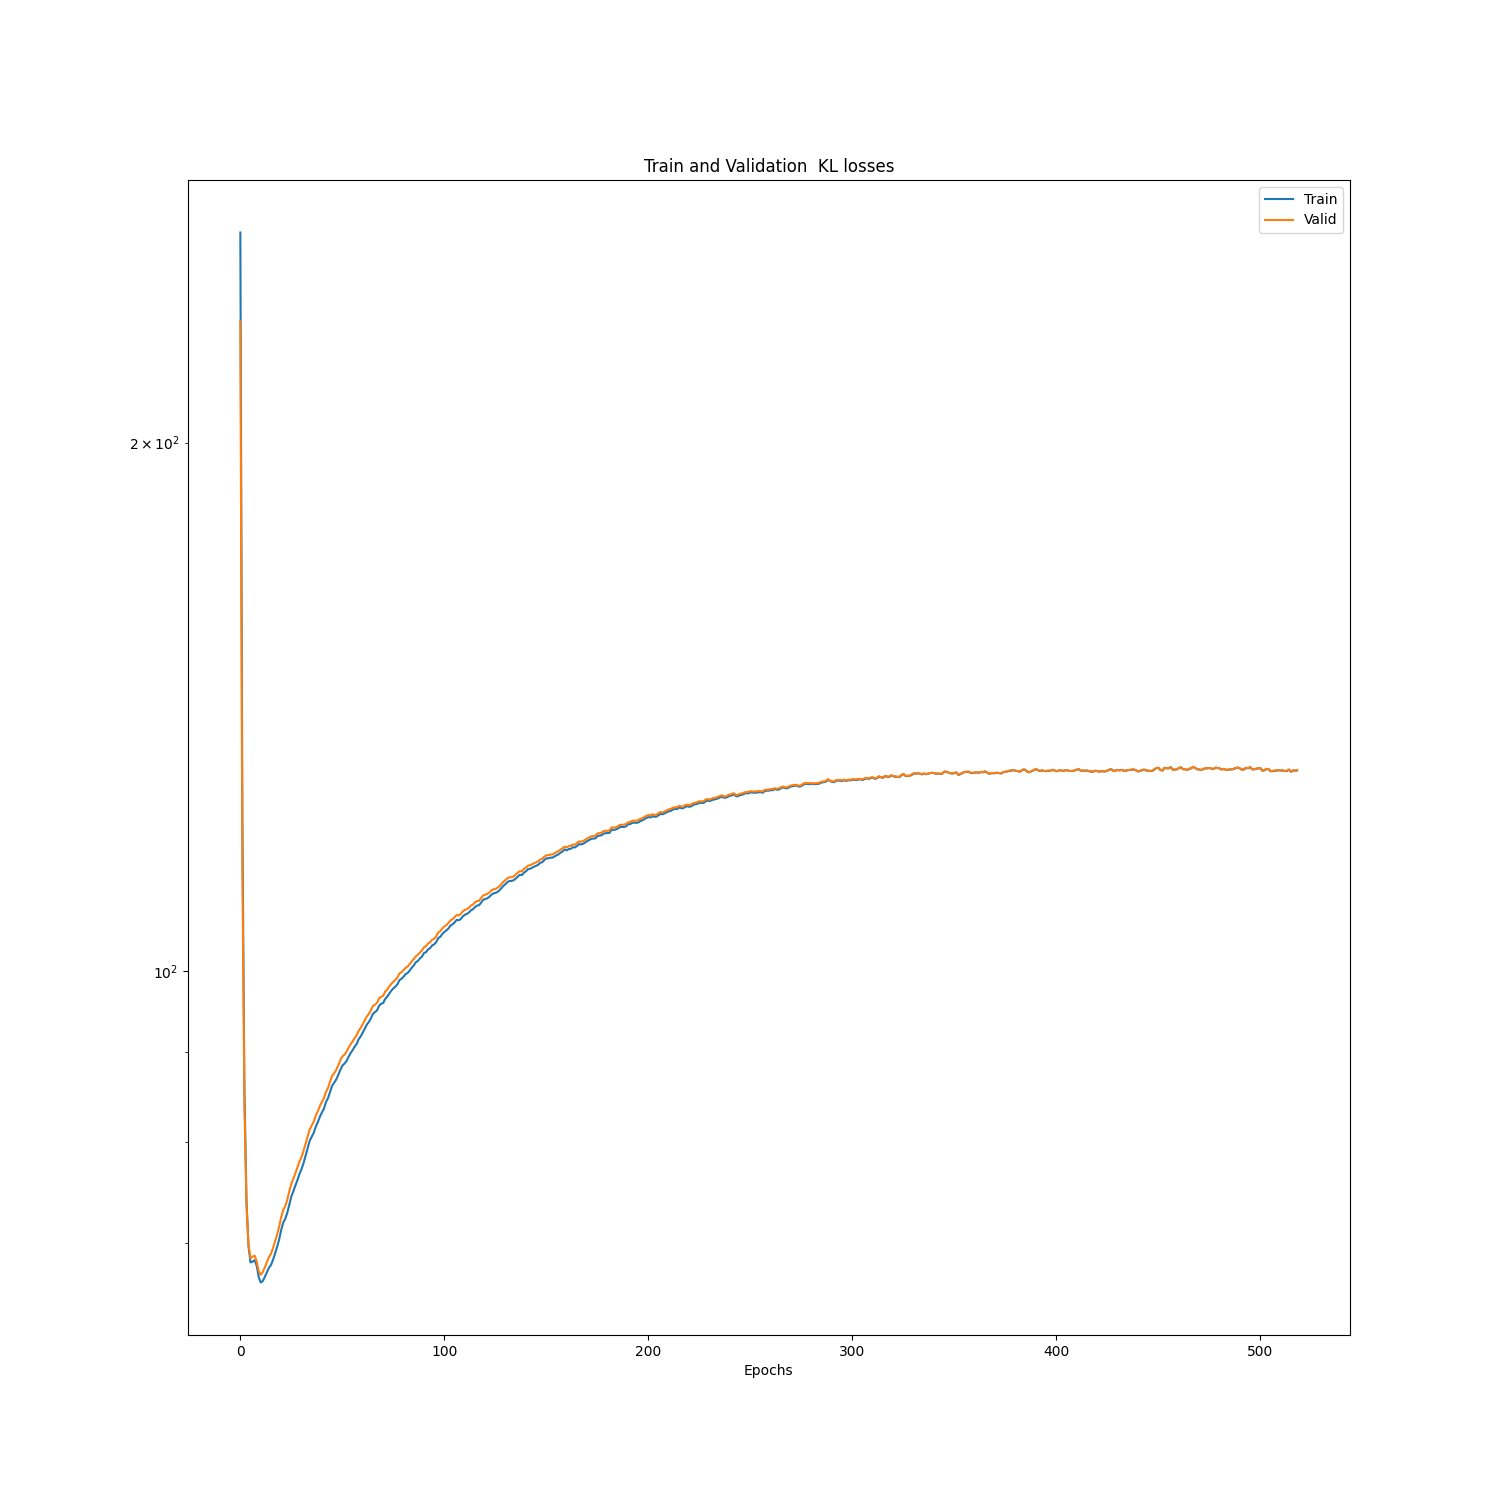 Train and Validation  KL losses
Train
Valid
2 × 10²
10²
0 100 200 300 400 500
Epochs